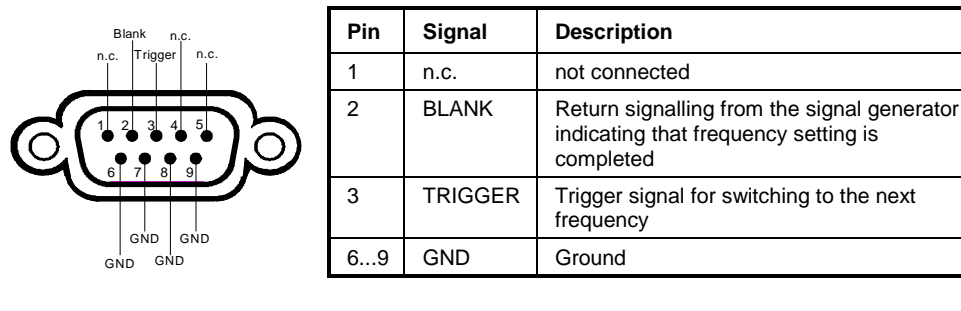 Blank
n.c.
n.c.
Trigger
n.c.
1 2 3 4 5
6 7 8 9
GND
GND
GND
GND
Pin Signal Description
1 n.c. not connected
2 BLANK Return signalling from the signal generator
indicating that frequency setting is
completed
3 TRIGGER Trigger signal for switching to the next
frequency
6...9 GND Ground